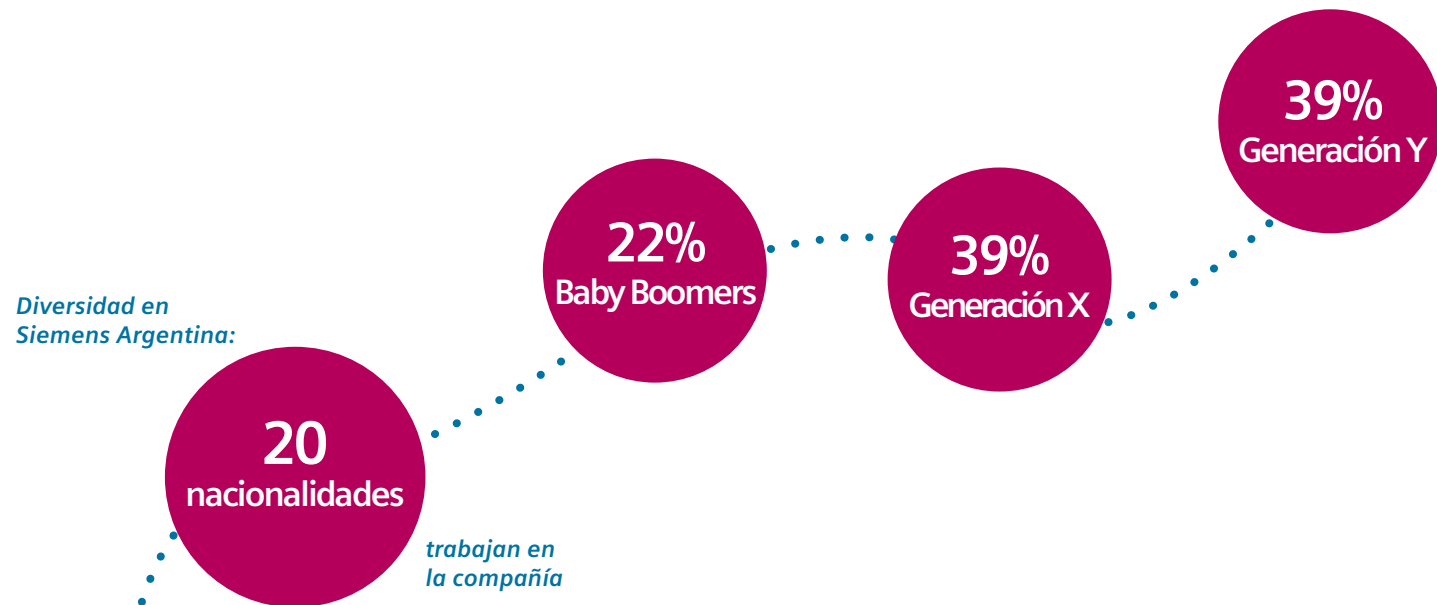 Diversidad en
Siemens Argentina:
20
nacionalidades
trabajan en
la compañía
22%
Baby Boomers
39%
Generación X
39%
Generación Y